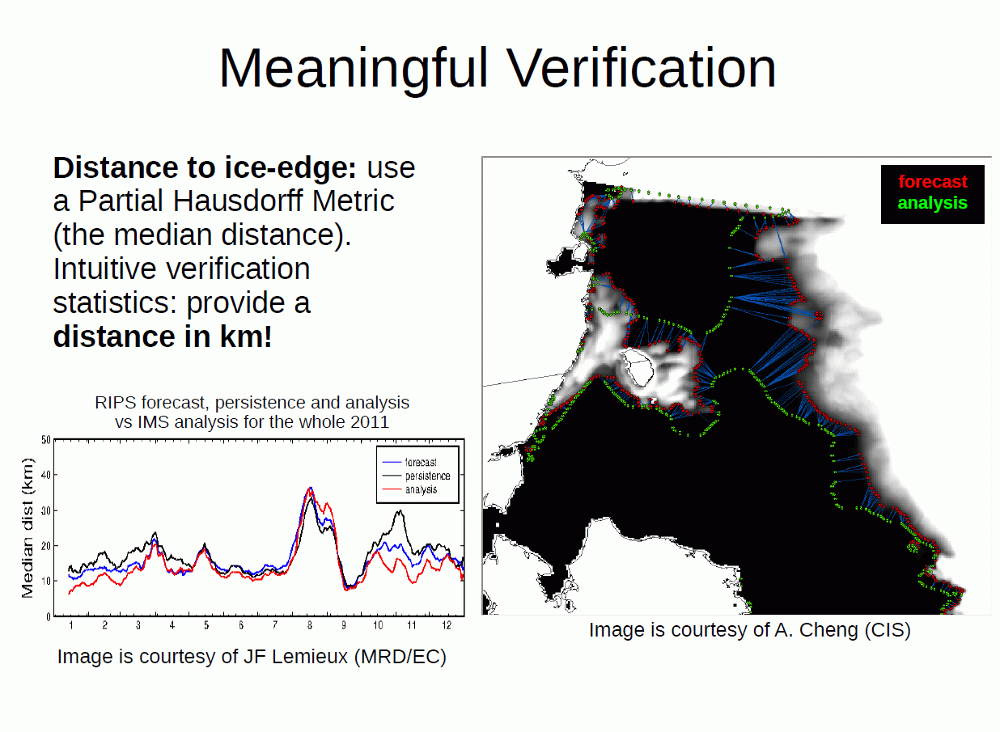 Meaningful Verification
Distance to ice-edge: use
a Partial Hausdorff Metric
(the median distance).
Intuitive verification
statistics: provide a
distance in km!
RIPS forecast, persistence and analysis
vs IMS analysis for the whole 2011
50
40
30
20
10
0
Median dist (km)
forecast
persistence
analysis
1 2 3 4 5 6 7 8 9 10 11 12
Image is courtesy of JF Lemieux (MRD/EC)
forecast
analysis
Image is courtesy of A. Cheng (CIS)